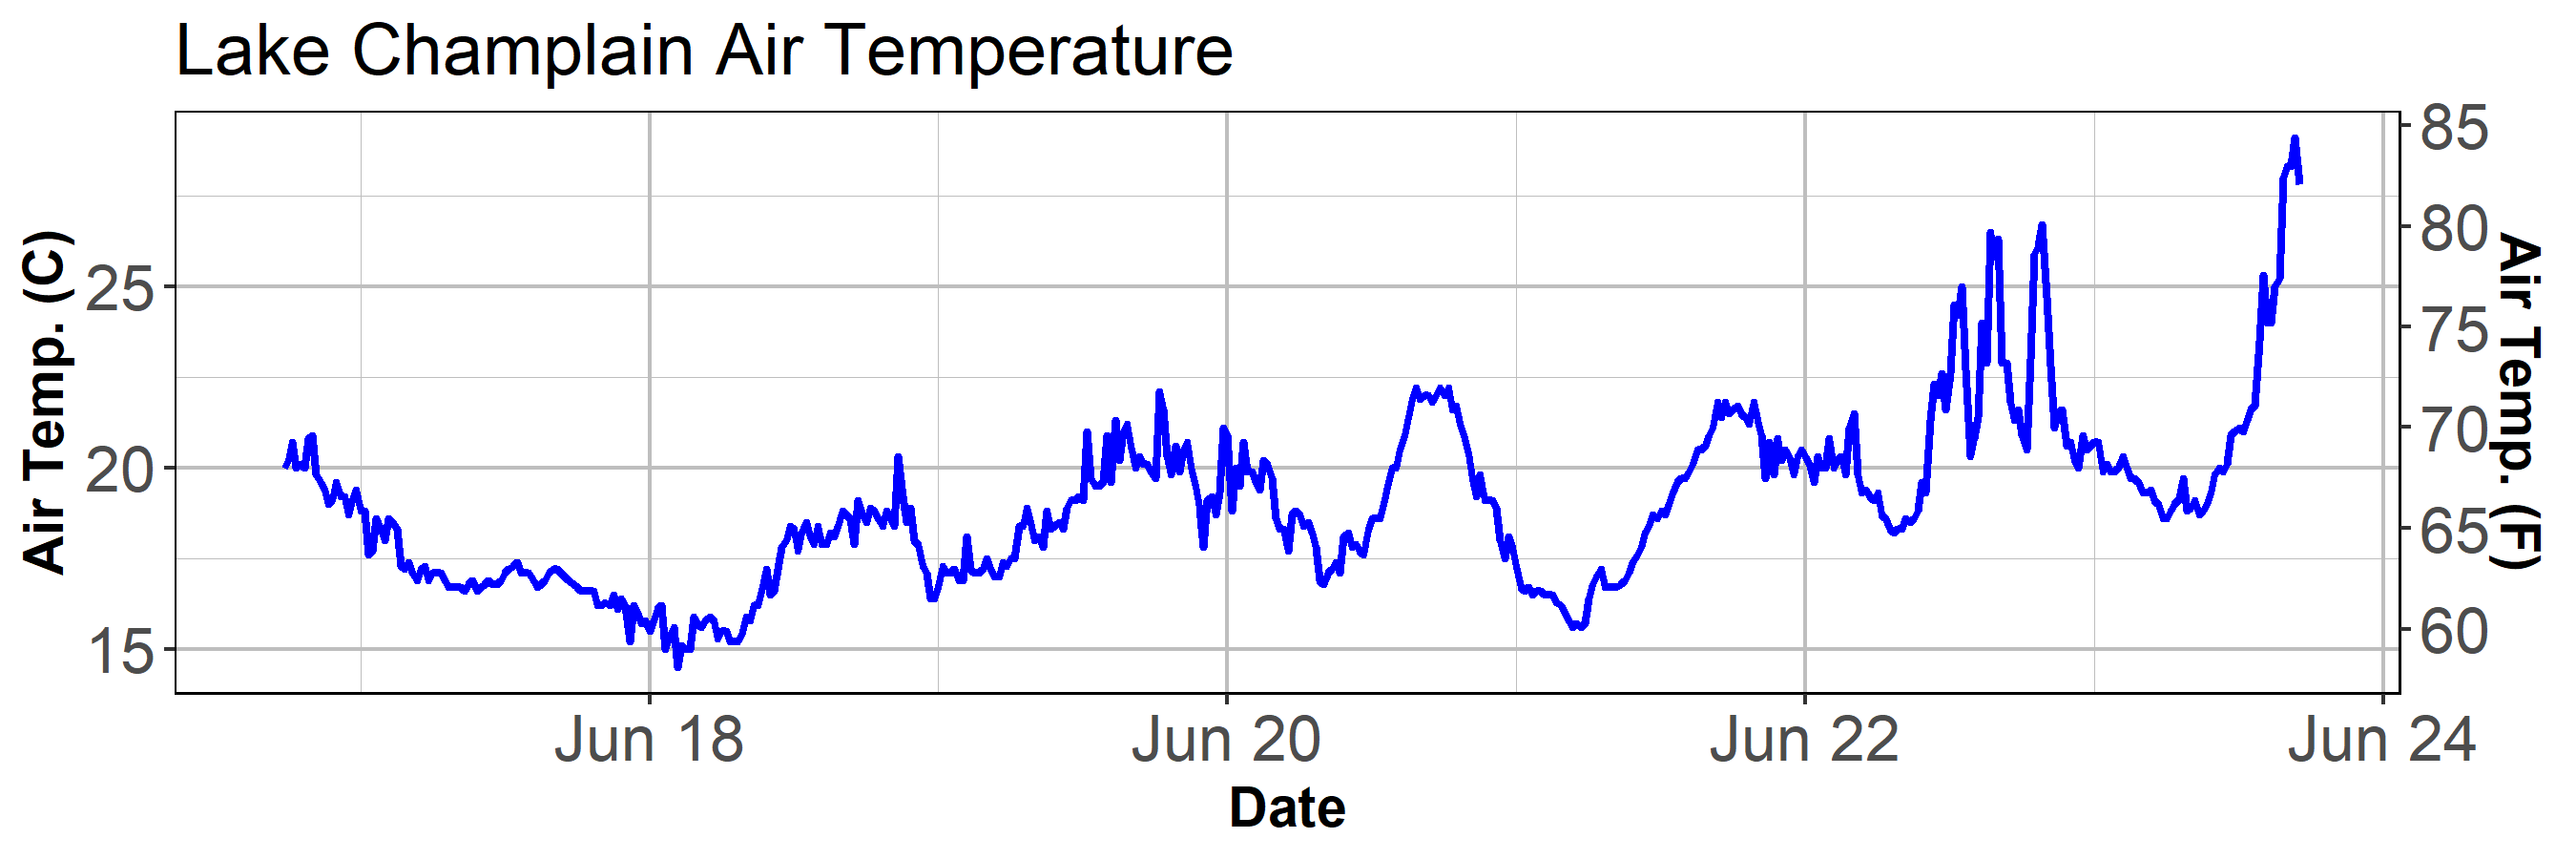 Lake Champlain Air Temperature
Air Temp. (C)
25
20
15
85
80
75
70
65
60
Air Temp. (F)
Jun 18
Jun 20
Jun 22
Jun 24
Date